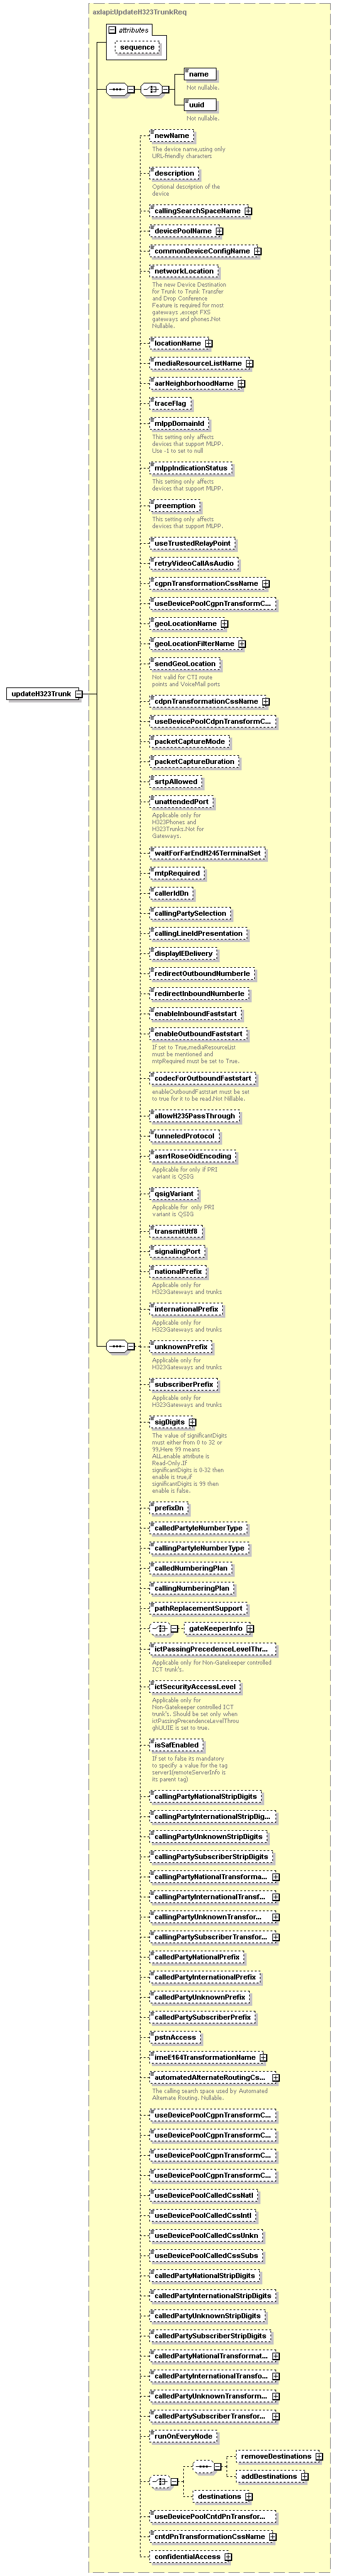 axlapi:UpdateH323TrunkReq
attributes
sequence
name
Not nullable.
uuid
Not nullable.
newName
The device name,using only
URL-friendly characters
description
Optional description of the
device
callingSearchSpaceName
devicePoolName
commonDeviceConfigName
networkLocation
The new Device Destination
for Trunk to Trunk Transfer
and Drop Conference
Feature is required for most
gateways ,except FXS
gateways and phones.Not
Nullable.
locationName
mediaResourceListName
aarNeighborhoodName
traceFlag
mlppDomainId
This setting only affects
devices that support MLPP.
Use -1 to set to null
mlppIndicationStatus
This setting only affects
devices that support MLPP.
preemption
This setting only affects
devices that support MLPP.
useTrustedRelayPoint
retryVideoCallAsAudio
cgpnTransformationCssName
useDevicePoolCgpnTransformC...
geoLocationName
geoLocationFilterName
sendGeoLocation
Not valid for CTI route
points and VoiceMail ports
updateH323Trunk
cdpnTransformationCssName
useDevicePoolCdpnTransformC...
packetCaptureMode
packetCaptureDuration
srtpAllowed
unattendedPort
Applicable only for
H323Phones and
H323Trunks.Not for
Gateways.
waitForFarEndH245TerminalSet
mtpRequired
callerIdDn
callingPartySelection
callingLineIdPresentation
displayIEDelivery
redirectOutboundNumberIe
redirectInboundNumberIe
enableInboundFaststart
enableOutboundFaststart
If set to True,mediaResourceList
must be mentioned and
mtpRequired must be set to True.
codecForOutboundFaststart
enableOutboundFaststart must be set
to true for it to be read.Not Nillable.
allowH235PassThrough
tunneledProtocol
asn1RoseOidEncoding
Applicable for only if PRI
variant is QSIG
qsigVariant
Applicable for only PRI
variant is QSIG
transmitUtf8
signalingPort
nationalPrefix
Applicable only for
H323Gateways and trunks
internationalPrefix
Applicable only for
H323Gateways and trunks
unknownPrefix
Applicable only for
H323Gateways and trunks
subscriberPrefix
Applicable only for
H323Gateways and trunks
sigDigits
The value of significantDigits
must either from 0 to 32 or
99.Here 99 means
ALL.enable attribute is
Read-Only.If
significantDigits is 0-32 then
enable is true,if
significantDigits is 99 then
enable is false.
prefixDn
calledPartyIeNumberType
callingPartyIeNumberType
calledNumberingPlan
callingNumberingPlan
pathReplacementSupport
gateKeeperInfo
ictPassingPrecedenceLevelThr...
Applicable only for Non-Gatekeeper controlled
ICT trunk's.
ictSecurityAccessLevel
Applicable only for
Non-Gatekeeper controlled ICT
trunk's. Should be set only when
ictPassingPrecendenceLevelThrou
ghUUIE is set to true.
isSafEnabled
If set to false its mandatory
to specify a value for the tag
server1(remoteServerInfo is
its parent tag)
callingPartyNationalStripDigits
callingPartyInternationalStripDig...
callingPartyUnknownStripDigits
callingPartySubscriberStripDigits
callingPartyNationalTransforma...
callingPartyInternationalTransf...
callingPartyUnknownTransfor...
callingPartySubscriberTransfor...
calledPartyNationalPrefix
calledPartyInternationalPrefix
calledPartyUnknownPrefix
calledPartySubscriberPrefix
pstnAccess
imeE164TransformationName
automatedAlternateRoutingCs...
The calling search space used by Automated
Alternate Routing. Nullable.
useDevicePoolCgpnTransformC...
useDevicePoolCgpnTransformC...
useDevicePoolCgpnTransformC...
useDevicePoolCgpnTransformC...
useDevicePoolCalledCssNatl
useDevicePoolCalledCssIntl
useDevicePoolCalledCssUnkn
useDevicePoolCalledCssSubs
calledPartyNationalStripDigits
calledPartyInternationalStripDigits
calledPartyUnknownStripDigits
calledPartySubscriberStripDigits
calledPartyNationalTransformat...
calledPartyInternationalTransfo...
calledPartyUnknownTransform...
calledPartySubscriberTransfor...
runOnEveryNode
removeDestinations
addDestinations
destinations
useDevicePoolCntdPnTransfor...
cntdPnTransformationCssName
confidentialAccess